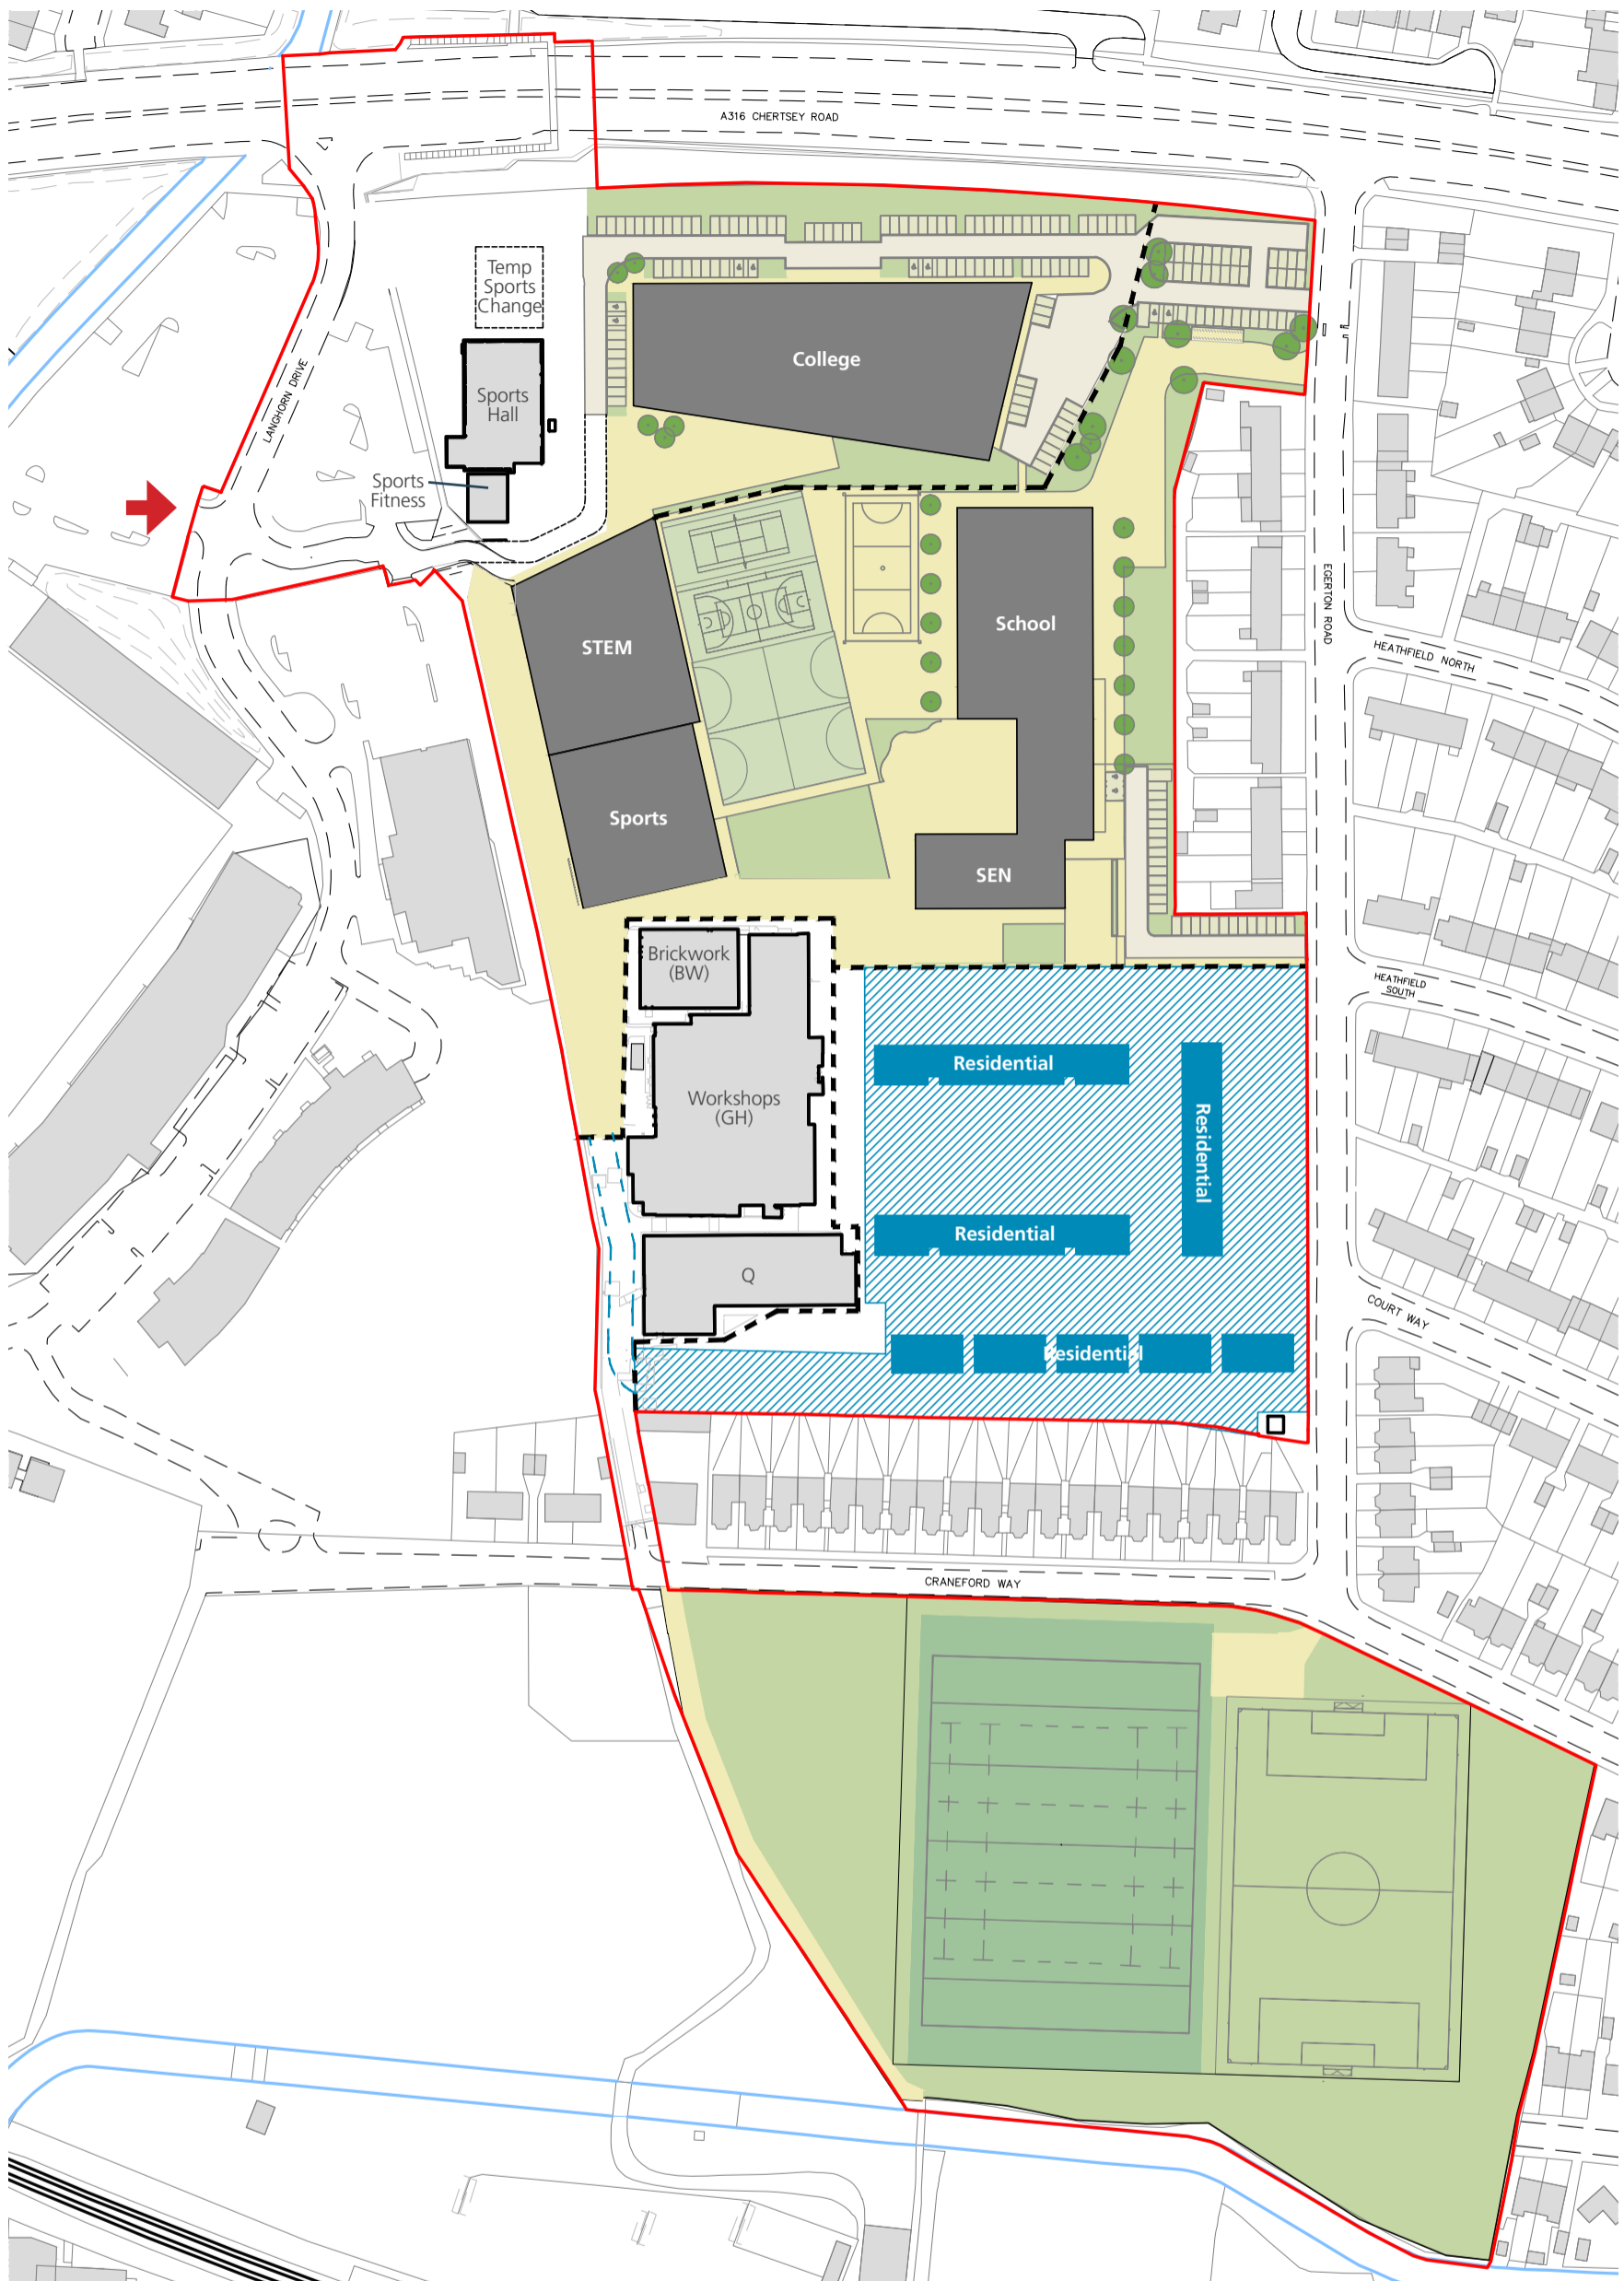 A316 CHERTSEY ROAD
Temp
Sports
Change
College
LANGHORN DRIVE
Sports
Hall
Sports
Fitness
STEM
School
EGERTON ROAD
HEATHFIELD NORTH
Sports
SEN
Brickwork
(BW)
HEATHFIELD
SOUTH
Residential
Workshops
(GH)
Residential
Residential
Q
COURT WAY
Residential
CRANEFORD WAY